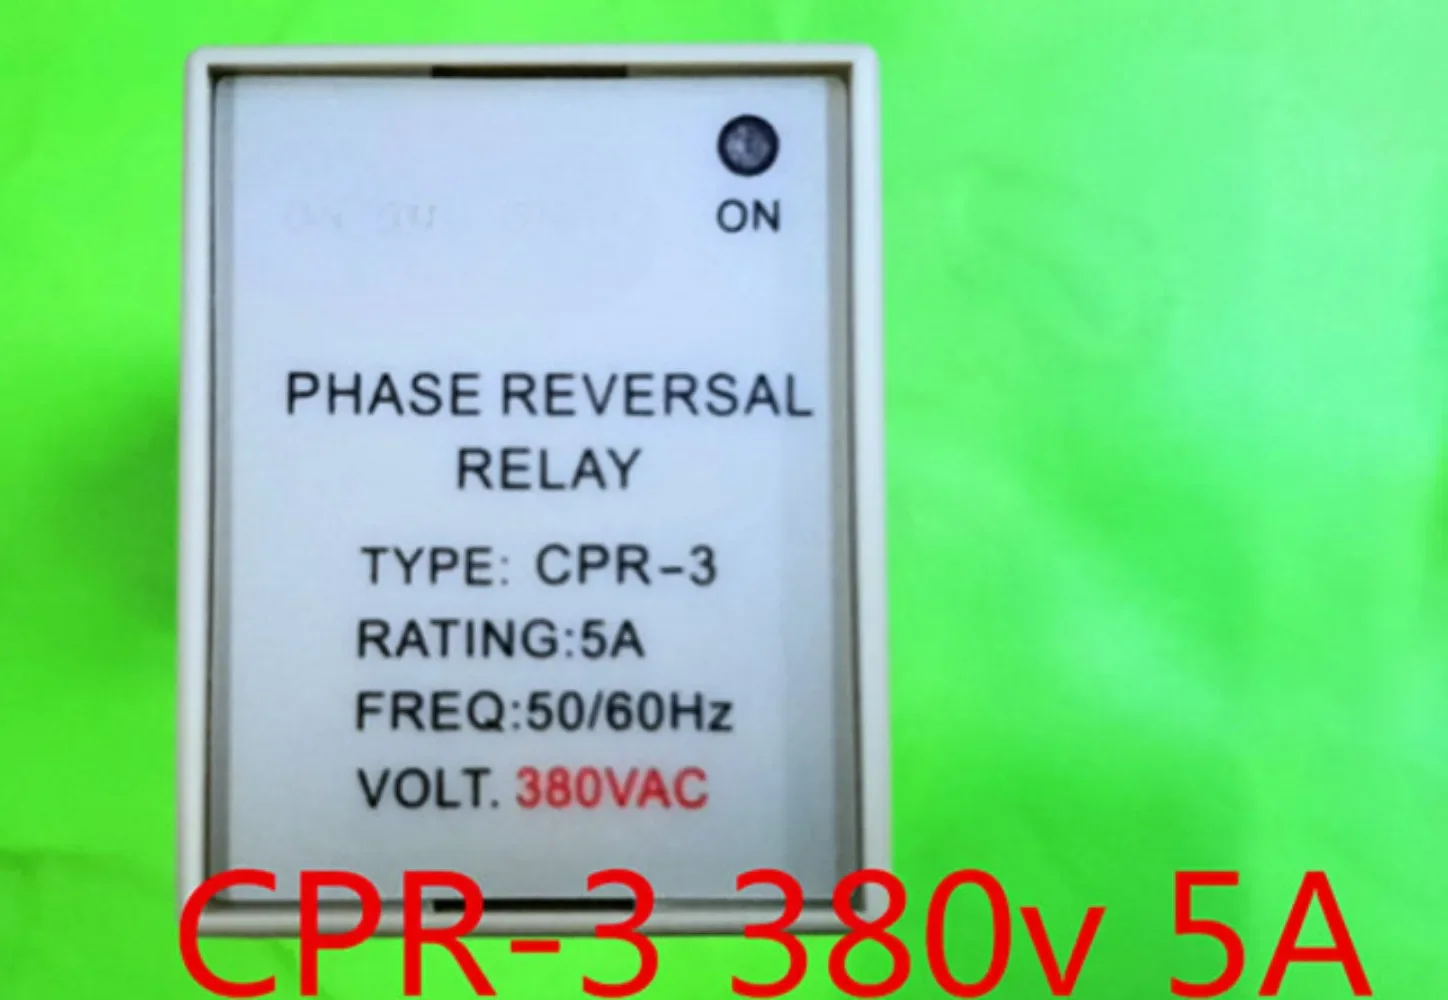 ON
PHASE REVERSAL
RELAY
TYPE: CPR-3
RATING:5A
FREQ:50/60Hz
VOLT. 380VAC
CPR-3 380v 5A